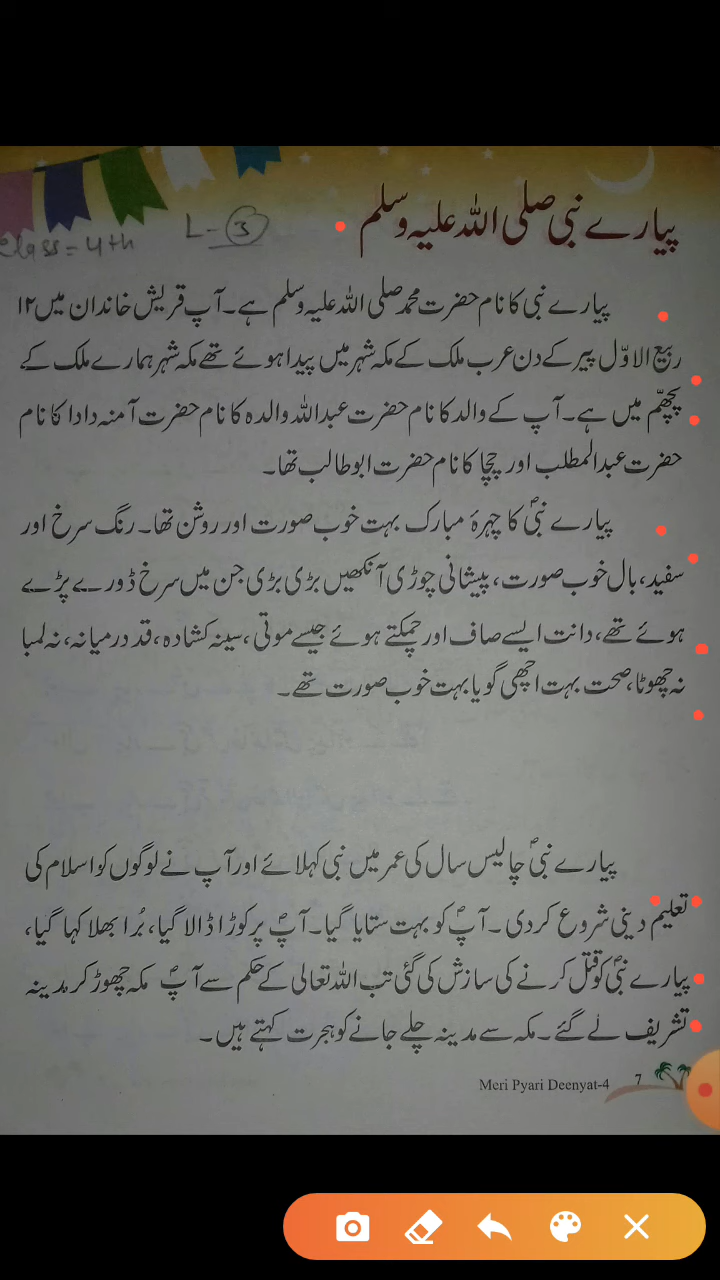 پیارے نبی صلی اللہ علیہ وسلم
L-3
Class = 4th
پیارے نبی کا نام حضرت محمد صلی اللہ علیہ وسلم ہے۔ آپ قریش خاندان میں ۱۲
ربیع الاوّل پیر کے دن عرب ملک کے مکہ شہر میں پیدا ہوئے تھے مکہ شہر ہمارے ملک کے
پچھّم میں ہے۔ آپ کے والد کا نام حضرت عبداللہ والدہ کا نام حضرت آمنہ دادا کا نام
حضرت عبدالمطلب اور چچا کا نام حضرت ابوطالب تھا۔
پیارے نبیؐ کا چہرۂ مبارک بہت خوب صورت اور روشن تھا۔ رنگ سرخ اور
سفید، بال خوب صورت، پیشانی چوڑی آنکھیں بڑی بڑی جن میں سرخ ڈورے پڑے
ہوئے تھے، دانت ایسے صاف اور چمکتے ہوئے جیسے موتی، سینہ کشادہ، قد درمیانہ، نہ لمبا
نہ چھوٹا، صحت بہت اچھی گویا بہت خوب صورت تھے۔
پیارے نبیؐ چالیس سال کی عمر میں نبی کہلائے اور آپ نے لوگوں کو اسلام کی
تعلیم دینی شروع کردی۔ آپؐ کو بہت ستایا گیا۔ آپؐ پر کوڑا ڈالا گیا، بُرا بھلا کہا گیا،
پیارے نبیؐ کو قتل کرنے کی سازش کی گئی تب اللہ تعالی کے حکم سے آپؐ مکہ چھوڑ کر مدینہ
تشریف لے گئے۔ مکہ سے مدینہ چلے جانے کو ہجرت کہتے ہیں۔
Meri Pyari Deenyat-4
7